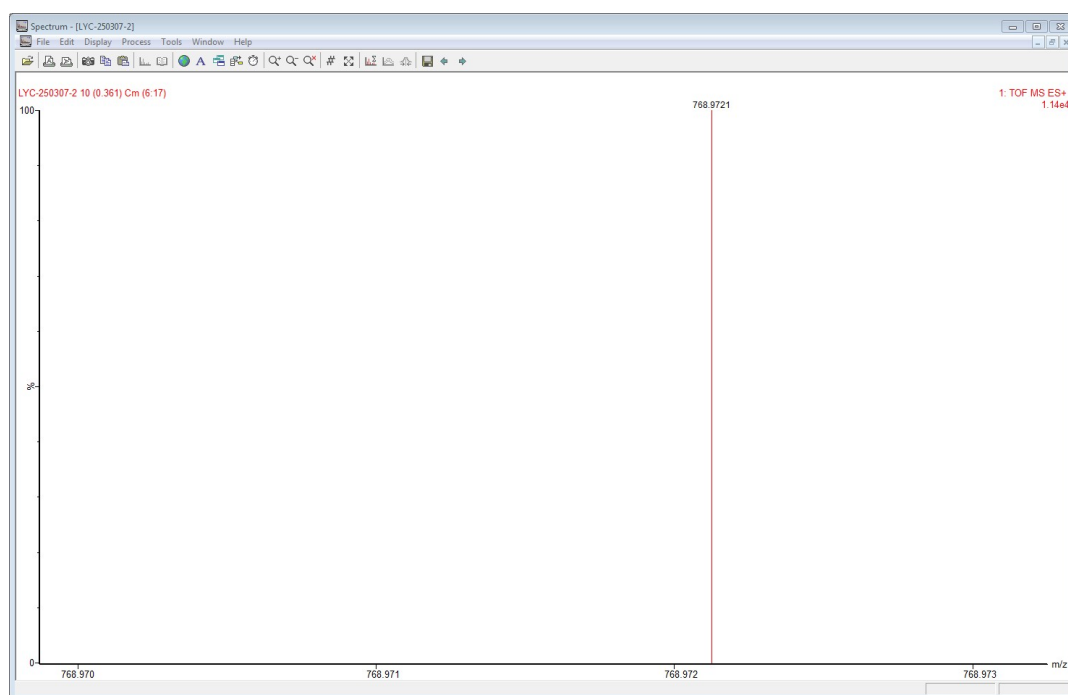 Spectrum - [LYC-250307-2]
File Edit Display Process Tools Window Help
LYC-250307-2 10 (0.361) Cm (6:17)
1: TOF MS ES+
1.14e4
768.9721
100
%
0
768.970 768.971 768.972 768.973 m/z